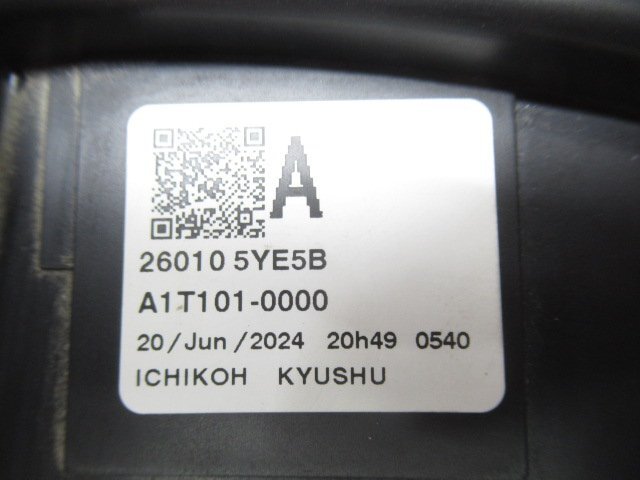 A
26010 5YE5B
A1T101-0000
20/Jun/2024 20h49 0540
ICHIKOH KYUSHU